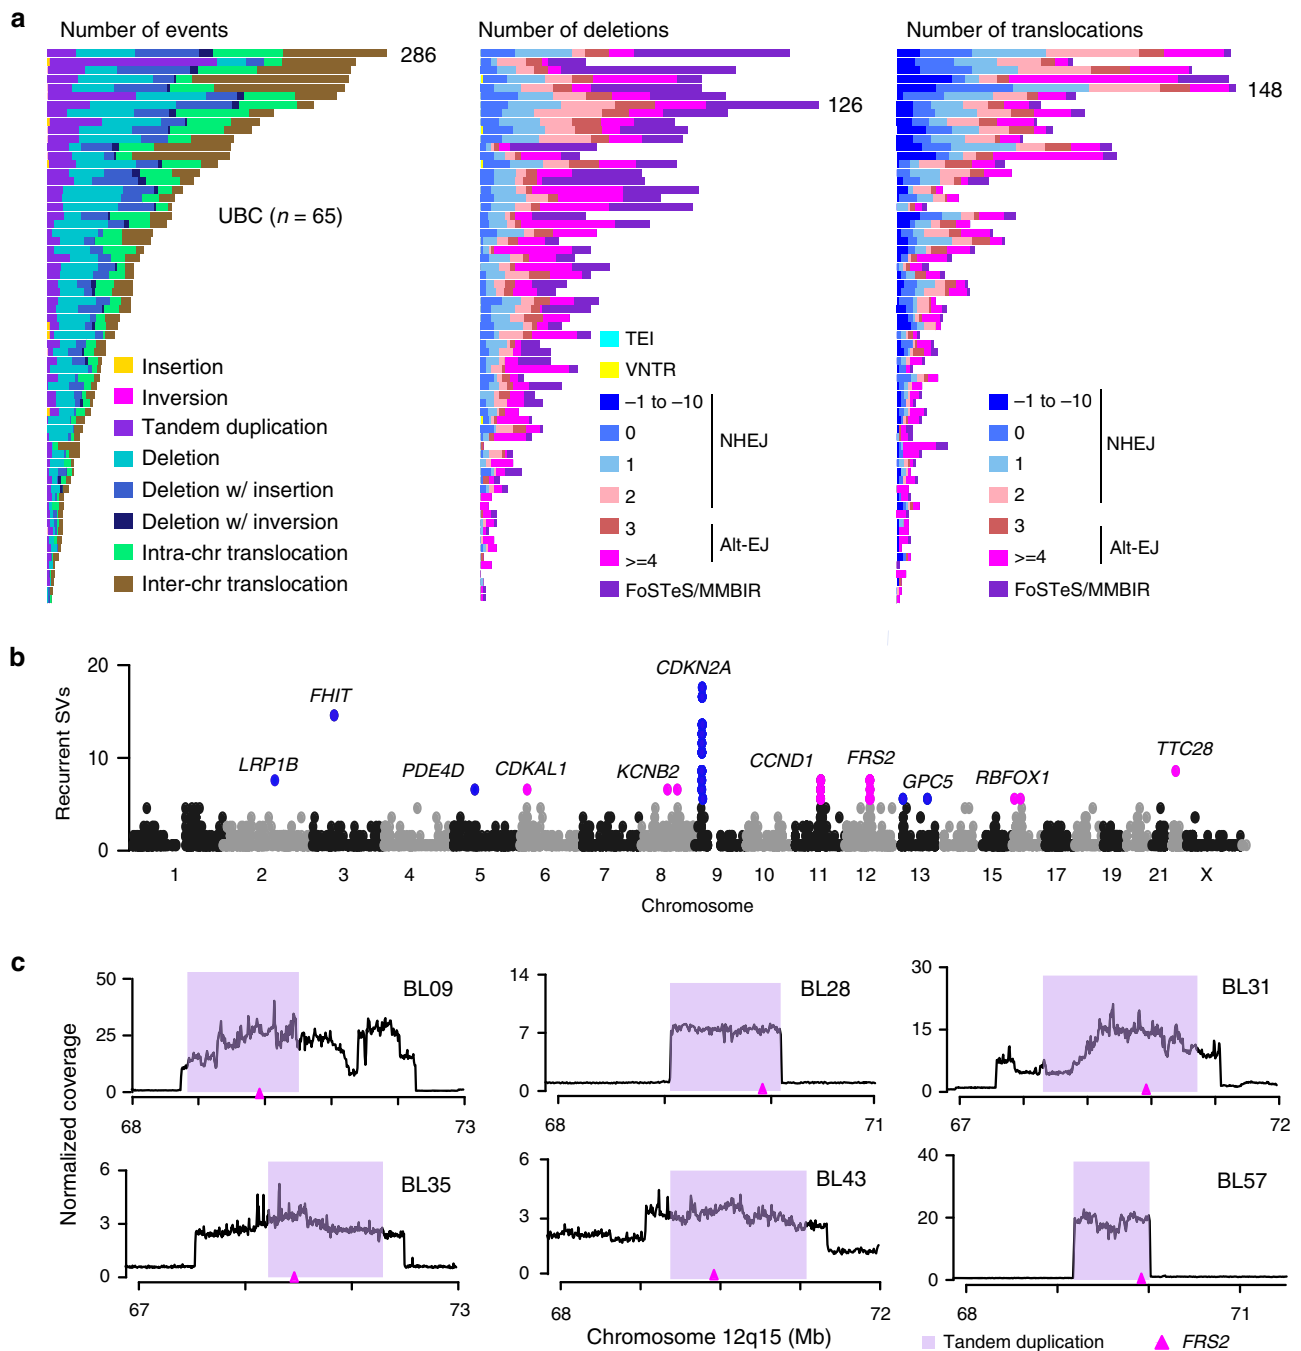 a
Number of events
Number of deletions
Number of translocations
286
126
148
UBC (n = 65)
Insertion
Inversion
Tandem duplication
Deletion
Deletion w/ insertion
Deletion w/ inversion
Intra-chr translocation
Inter-chr translocation
TEI
VNTR
–1 to –10
0
1
2
3
>=4
FoSTeS/MMBIR
NHEJ
Alt-EJ
–1 to –10
0
1
2
3
>=4
FoSTeS/MMBIR
NHEJ
Alt-EJ
b
Recurrent SVs
20
10
0
LRP1B
FHIT
PDE4D
CDKAL1
KCNB2
CDKN2A
CCND1
FRS2
GPC5
RBFOX1
TTC28
1 2 3 4 5 6 7 8 9 10 11 12 13 15 17 19 21 X
Chromosome
c
Normalized coverage
BL09
50
25
0
68 73
BL28
14
7
0
68 71
BL31
30
15
0
67 72
BL35
6
3
0
67 73
BL43
6
3
0
68 72
BL57
40
20
0
68 71
Chromosome 12q15 (Mb)
Tandem duplication
FRS2